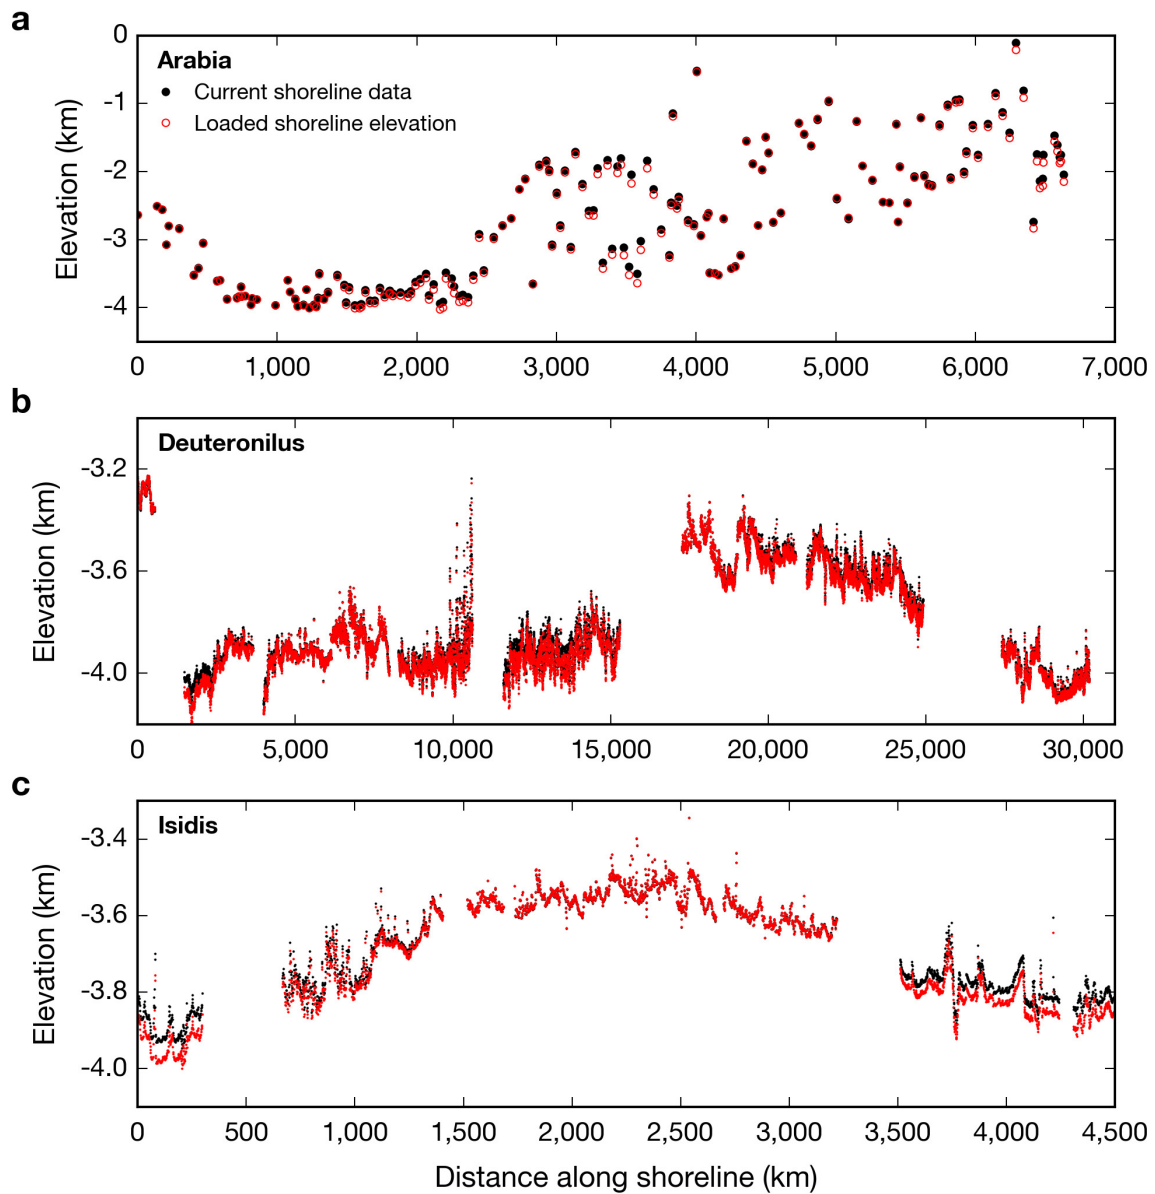 a
0
Arabia
Current shoreline data
Loaded shoreline elevation
-1
-2
-3
-4
Elevation (km)
0 1,000 2,000 3,000 4,000 5,000 6,000 7,000
b
Deuteronilus
-3.2
-3.6
-4.0
Elevation (km)
0 5,000 10,000 15,000 20,000 25,000 30,000
c
Isidis
-3.4
-3.6
-3.8
-4.0
Elevation (km)
0 500 1,000 1,500 2,000 2,500 3,000 3,500 4,000 4,500
Distance along shoreline (km)